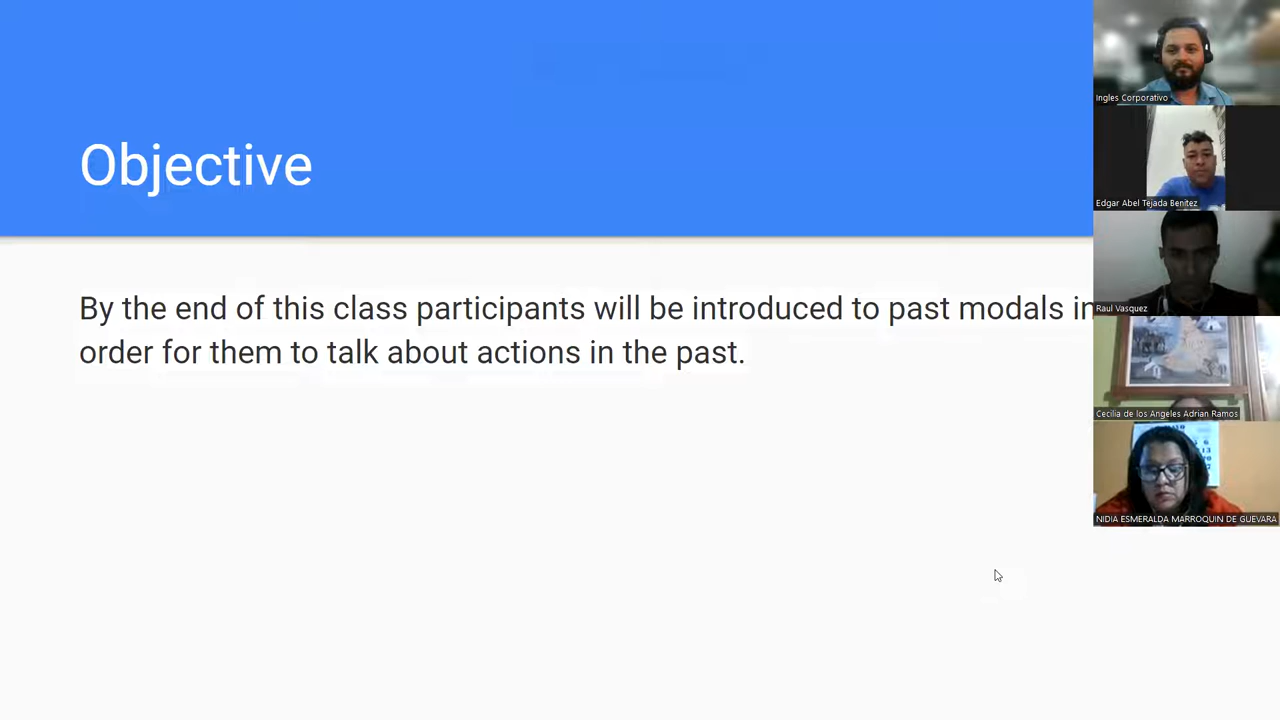 Objective
By the end of this class participants will be introduced to past modals in
order for them to talk about actions in the past.
Ingles Corporativo
Edgar Abel Tejada Benitez
Raul Vasquez
Cecilia de los Angeles Adrian Ramos
NIDIA ESMERALDA MARROQUIN DE GUEVARA